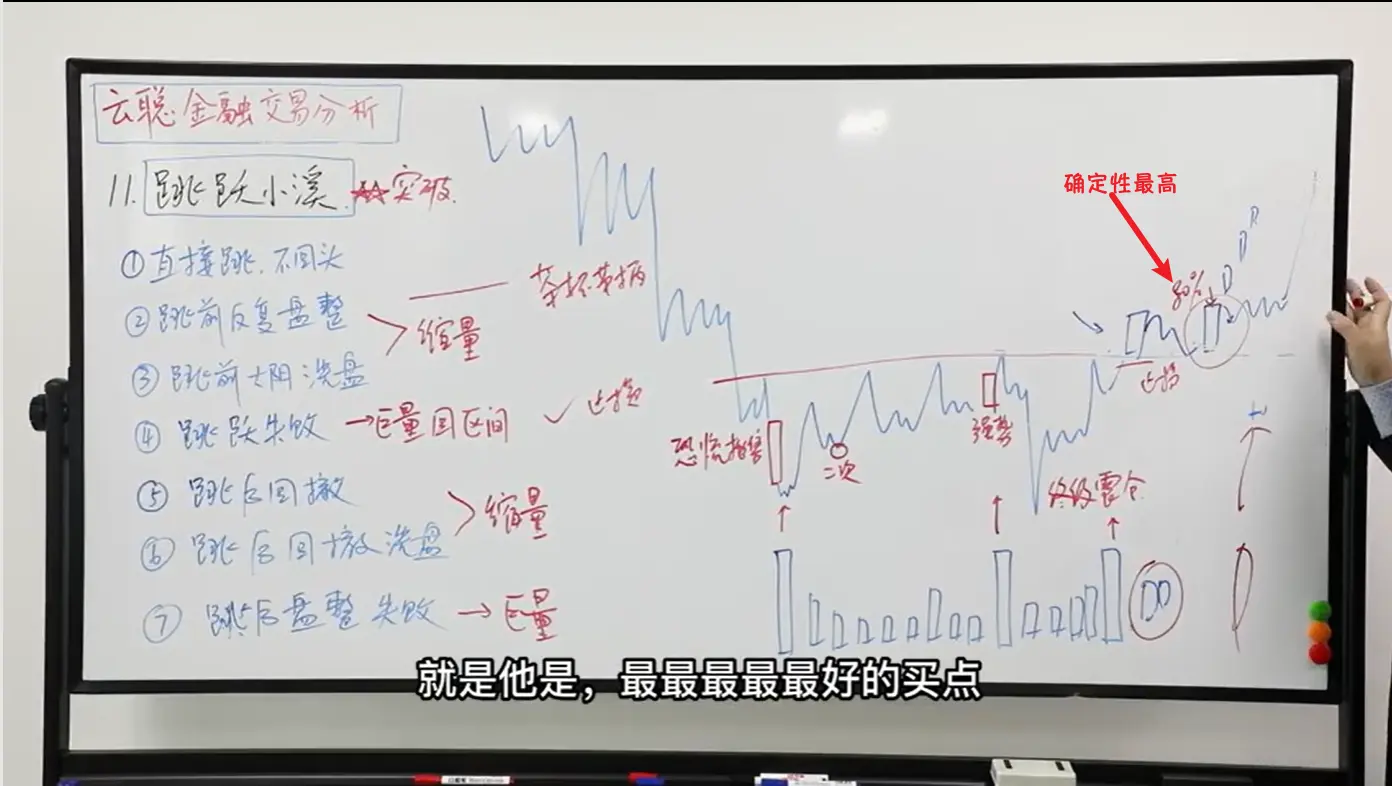 云聪金融交易分析
11. 跳跃小溪 突破.
①直接跳.不回头
②跳前反复盘整
③跳前大阴洗盘
缩量
茶杯带柄
④跳跃失败 →巨量回区间 ✓止损
⑤跳后回撤
⑥跳后回撤洗盘
缩量
⑦跳后盘整失败 →巨量
恐慌抛售
二次
强势
终级震仓
止损
80%
确定性最高
就是他是，最最最最最好的买点